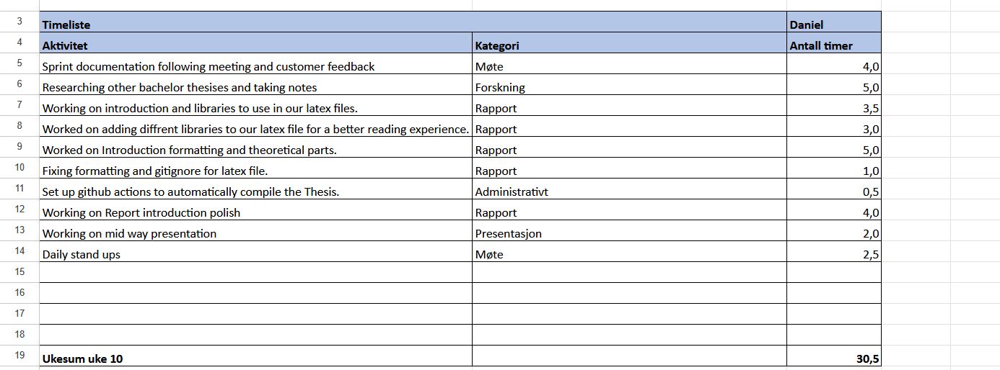 3 Timeliste Daniel
4 Aktivitet Kategori Antall timer
5 Sprint documentation following meeting and customer feedback Møte 4,0
6 Researching other bachelor thesises and taking notes Forskning 5,0
7 Working on introduction and libraries to use in our latex files. Rapport 3,5
8 Worked on adding diffrent libraries to our latex file for a better reading experience. Rapport 3,0
9 Worked on Introduction formatting and theoretical parts. Rapport 5,0
10 Fixing formatting and gitignore for latex file. Rapport 1,0
11 Set up github actions to automatically compile the Thesis. Administrativt 0,5
12 Working on Report introduction polish Rapport 4,0
13 Working on mid way presentation Presentasjon 2,0
14 Daily stand ups Møte 2,5
15
16
17
18
19 Ukesum uke 10 30,5